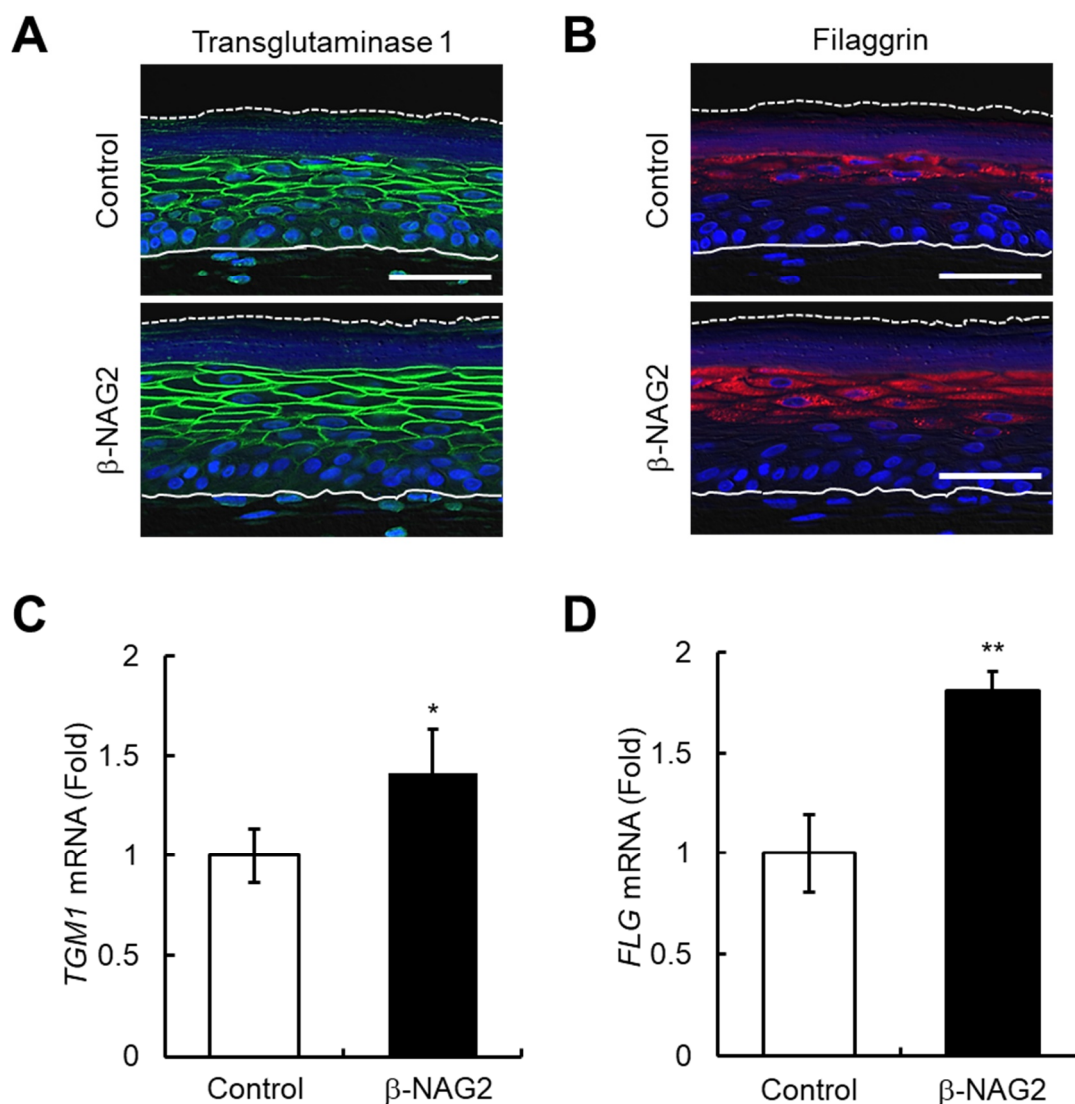 A
Transglutaminase 1
Control
β-NAG2
B
Filaggrin
Control
β-NAG2
C
TGM1 mRNA (Fold)
2
1.5
1
0.5
0
*
Control
β-NAG2
D
FLG mRNA (Fold)
2
1.5
1
0.5
0
**
Control
β-NAG2